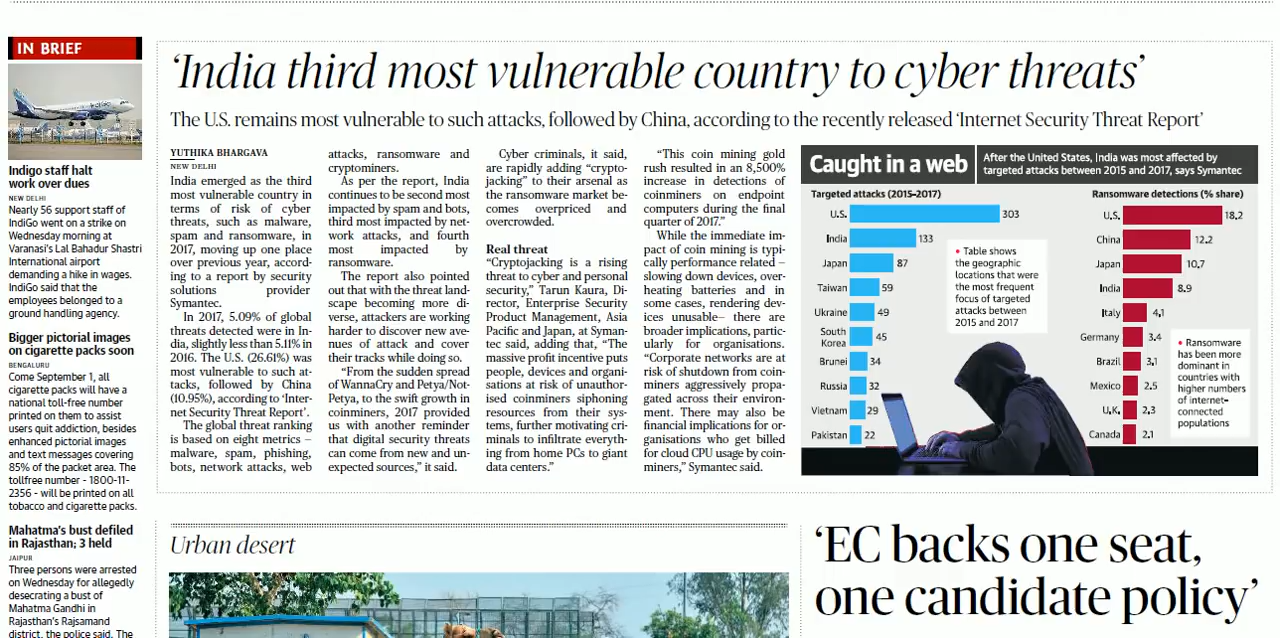 IN BRIEF
IndiGo
Indigo staff halt
work over dues
NEW DELHI
Nearly 56 support staff of
IndiGo went on a strike on
Wednesday morning at
Varanasi's Lal Bahadur Shastri
International airport
demanding a hike in wages.
IndiGo said that the
employees belonged to a
ground handling agency.
Bigger pictorial images
on cigarette packs soon
BENGALURU
Come September 1, all
cigarette packs will have a
national toll-free number
printed on them to assist
users quit addiction, besides
enhanced pictorial images
and text messages covering
85% of the packet area. The
tollfree number - 1800-11-
2356 - will be printed on all
tobacco and cigarette packs.
Mahatma's bust defiled
in Rajasthan; 3 held
JAIPUR
Three persons were arrested
on Wednesday for allegedly
desecrating a bust of
Mahatma Gandhi in
Rajasthan's Rajsamand
district, the police said. The
‘India third most vulnerable country to cyber threats’
The U.S. remains most vulnerable to such attacks, followed by China, according to the recently released ‘Internet Security Threat Report’
YUTHIKA BHARGAVA
NEW DELHI
India emerged as the third
most vulnerable country in
terms of risk of cyber
threats, such as malware,
spam and ransomware, in
2017, moving up one place
over previous year, accord-
ing to a report by security
solutions provider
Symantec.
In 2017, 5.09% of global
threats detected were in In-
dia, slightly less than 5.11% in
2016. The U.S. (26.61%) was
most vulnerable to such at-
tacks, followed by China
(10.95%), according to ‘Inter-
net Security Threat Report’.
The global threat ranking
is based on eight metrics –
malware, spam, phishing,
bots, network attacks, web
attacks, ransomware and
cryptominers.
As per the report, India
continues to be second most
impacted by spam and bots,
third most impacted by net-
work attacks, and fourth
most impacted by
ransomware.
The report also pointed
out that with the threat land-
scape becoming more di-
verse, attackers are working
harder to discover new ave-
nues of attack and cover
their tracks while doing so.
“From the sudden spread
of WannaCry and Petya/Not-
Petya, to the swift growth in
coinminers, 2017 provided
us with another reminder
that digital security threats
can come from new and un-
expected sources,” it said.
Cyber criminals, it said,
are rapidly adding “crypto-
jacking” to their arsenal as
the ransomware market be-
comes overpriced and
overcrowded.
Real threat
“Cryptojacking is a rising
threat to cyber and personal
security,” Tarun Kaura, Di-
rector, Enterprise Security
Product Management, Asia
Pacific and Japan, at Syman-
tec said, adding that, “The
massive profit incentive puts
people, devices and organi-
sations at risk of unauthor-
ised coinminers siphoning
resources from their sys-
tems, further motivating cri-
minals to infiltrate everyth-
ing from home PCs to giant
data centers.”
“This coin mining gold
rush resulted in an 8,500%
increase in detections of
coinminers on endpoint
computers during the final
quarter of 2017.”
While the immediate im-
pact of coin mining is typi-
cally performance related –
slowing down devices, over-
heating batteries and in
some cases, rendering dev-
ices unusable– there are
broader implications, partic-
ularly for organisations.
“Corporate networks are at
risk of shutdown from coin-
miners aggressively propa-
gated across their environ-
ment. There may also be
financial implications for or-
ganisations who get billed
for cloud CPU usage by coin-
miners,” Symantec said.
Caught in a web
After the United States, India was most affected by
targeted attacks between 2015 and 2017, says Symantec
Targeted attacks (2015-2017)
U.S. 303
India 133
Japan 87
Taiwan 59
Ukraine 49
South
Korea 45
Brunei 34
Russia 32
Vietnam 29
Pakistan 22
• Table shows
the geographic
locations that were
the most frequent
focus of targeted
attacks between
2015 and 2017
Ransomware detections (% share)
U.S. 18.2
China 12.2
Japan 10.7
India 8.9
Italy 4.1
Germany 3.4
Brazil 3.1
Mexico 2.5
U.K. 2.3
Canada 2.1
• Ransomware
has been more
dominant in
countries with
higher numbers
of internet-
connected
populations
Urban desert
‘EC backs one seat,
one candidate policy’